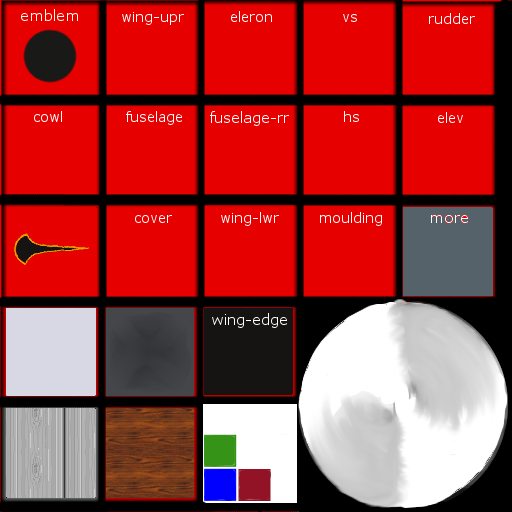 emblem wing-upr eleron vs rudder
cowl fuselage fuselage-rr hs elev
cover wing-lwr moulding more
wing-edge